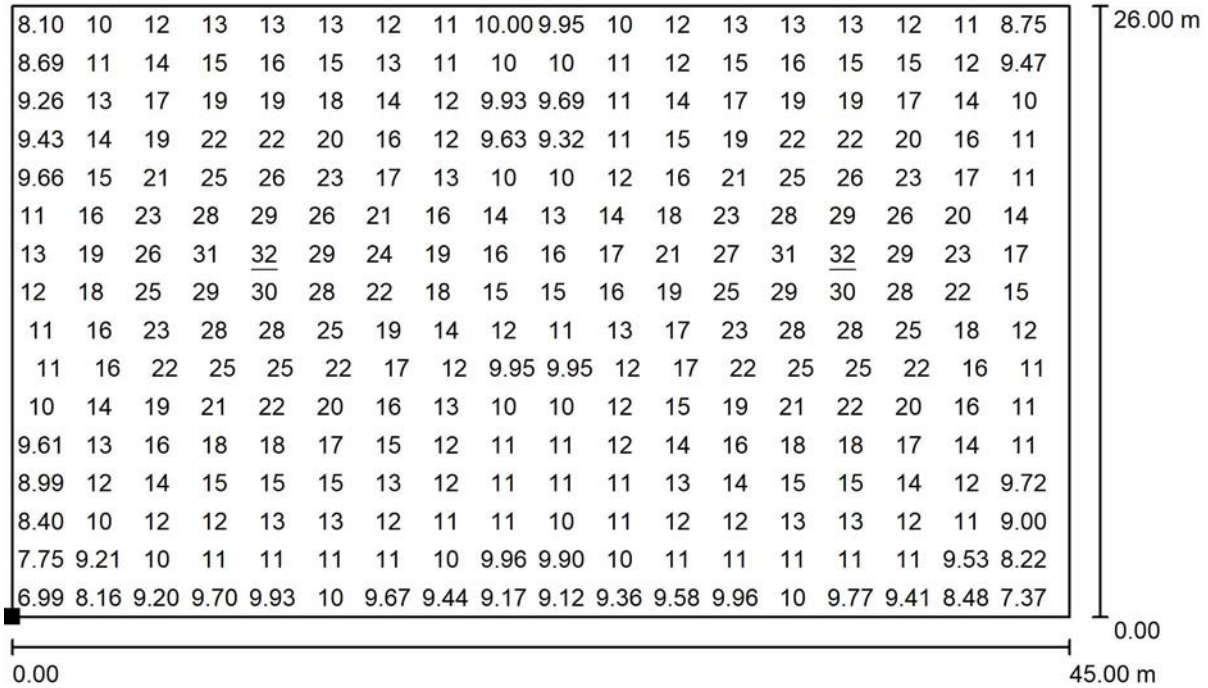 8.10 10 12 13 13 13 12 11 10.00 9.95 10 12 13 13 13 12 11 8.75
26.00 m
8.69 11 14 15 16 15 13 11 10 10 11 12 15 16 15 15 12 9.47
9.26 13 17 19 19 18 14 12 9.93 9.69 11 14 17 19 19 17 14 10
9.43 14 19 22 22 20 16 12 9.63 9.32 11 15 19 22 22 20 16 11
9.66 15 21 25 26 23 17 13 10 10 12 16 21 25 26 23 17 11
11 16 23 28 29 26 21 16 14 13 14 18 23 28 29 26 20 14
13 19 26 31 32 29 24 19 16 16 17 21 27 31 32 29 23 17
12 18 25 29 30 28 22 18 15 15 16 19 25 29 30 28 22 15
11 16 23 28 28 25 19 14 12 11 13 17 23 28 28 25 18 12
11 16 22 25 25 22 17 12 9.95 9.95 12 17 22 25 25 22 16 11
10 14 19 21 22 20 16 13 10 10 12 15 19 21 22 20 16 11
9.61 13 16 18 18 17 15 12 11 11 12 14 16 18 18 17 14 11
8.99 12 14 15 15 15 13 12 11 11 11 13 14 15 15 14 12 9.72
8.40 10 12 12 13 13 12 11 11 10 11 12 12 13 13 12 11 9.00
7.75 9.21 10 11 11 11 11 10 9.96 9.90 10 11 11 11 11 11 9.53 8.22
6.99 8.16 9.20 9.70 9.93 10 9.67 9.44 9.17 9.12 9.36 9.58 9.96 10 9.77 9.41 8.48 7.37
0.00
0.00
45.00 m